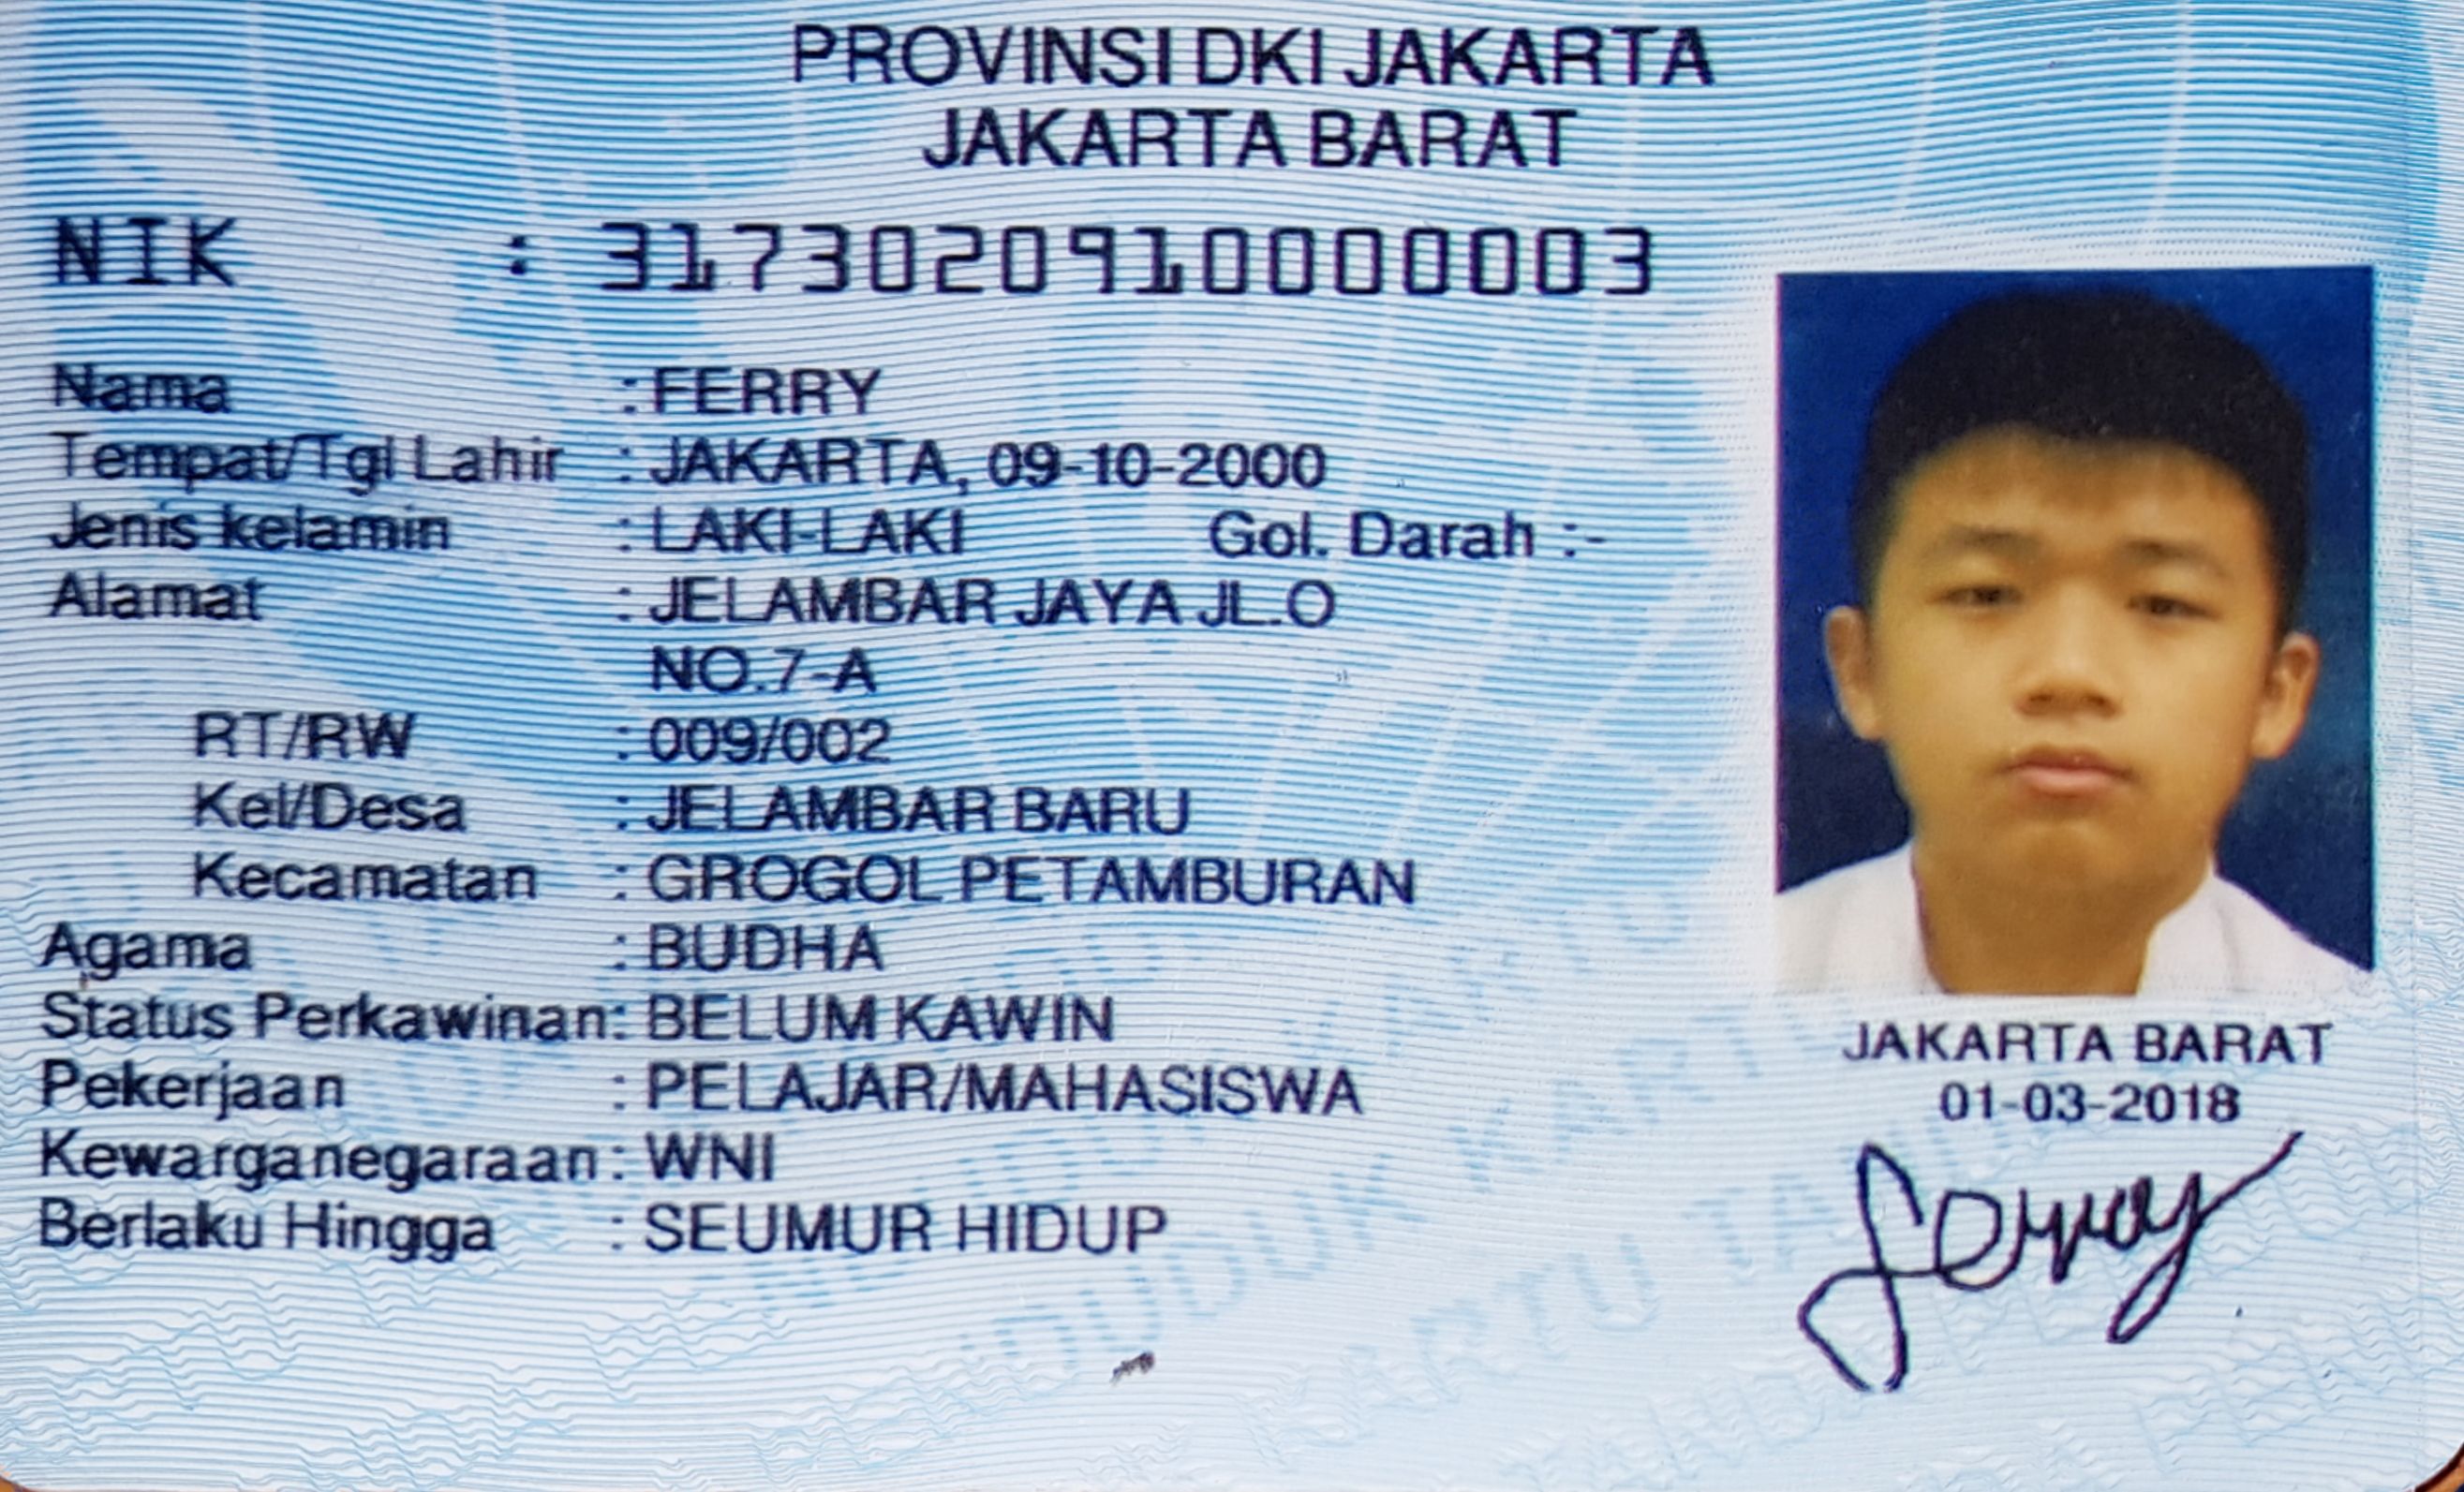 PROVINSI DKI JAKARTA
JAKARTA BARAT
NIK : 3173020910000003
Nama : FERRY
Tempat/Tgl Lahir : JAKARTA, 09-10-2000
Jenis kelamin : LAKI-LAKI Gol. Darah :-
Alamat : JELAMBAR JAYA JL.O
NO.7-A
RT/RW : 009/002
Kel/Desa : JELAMBAR BARU
Kecamatan : GROGOL PETAMBURAN
Agama : BUDHA
Status Perkawinan: BELUM KAWIN
Pekerjaan : PELAJAR/MAHASISWA
Kewarganegaraan: WNI
Berlaku Hingga : SEUMUR HIDUP
JAKARTA BARAT
01-03-2018
Ferry